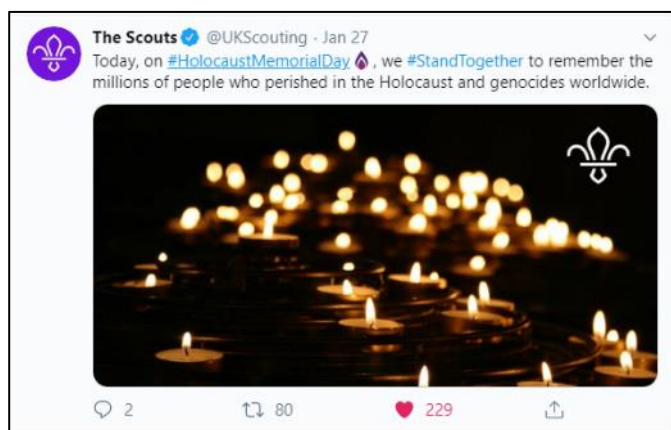 The Scouts @UKScouting · Jan 27
Today, on #HolocaustMemorialDay , we #StandTogether to remember the
millions of people who perished in the Holocaust and genocides worldwide.
2 80 229